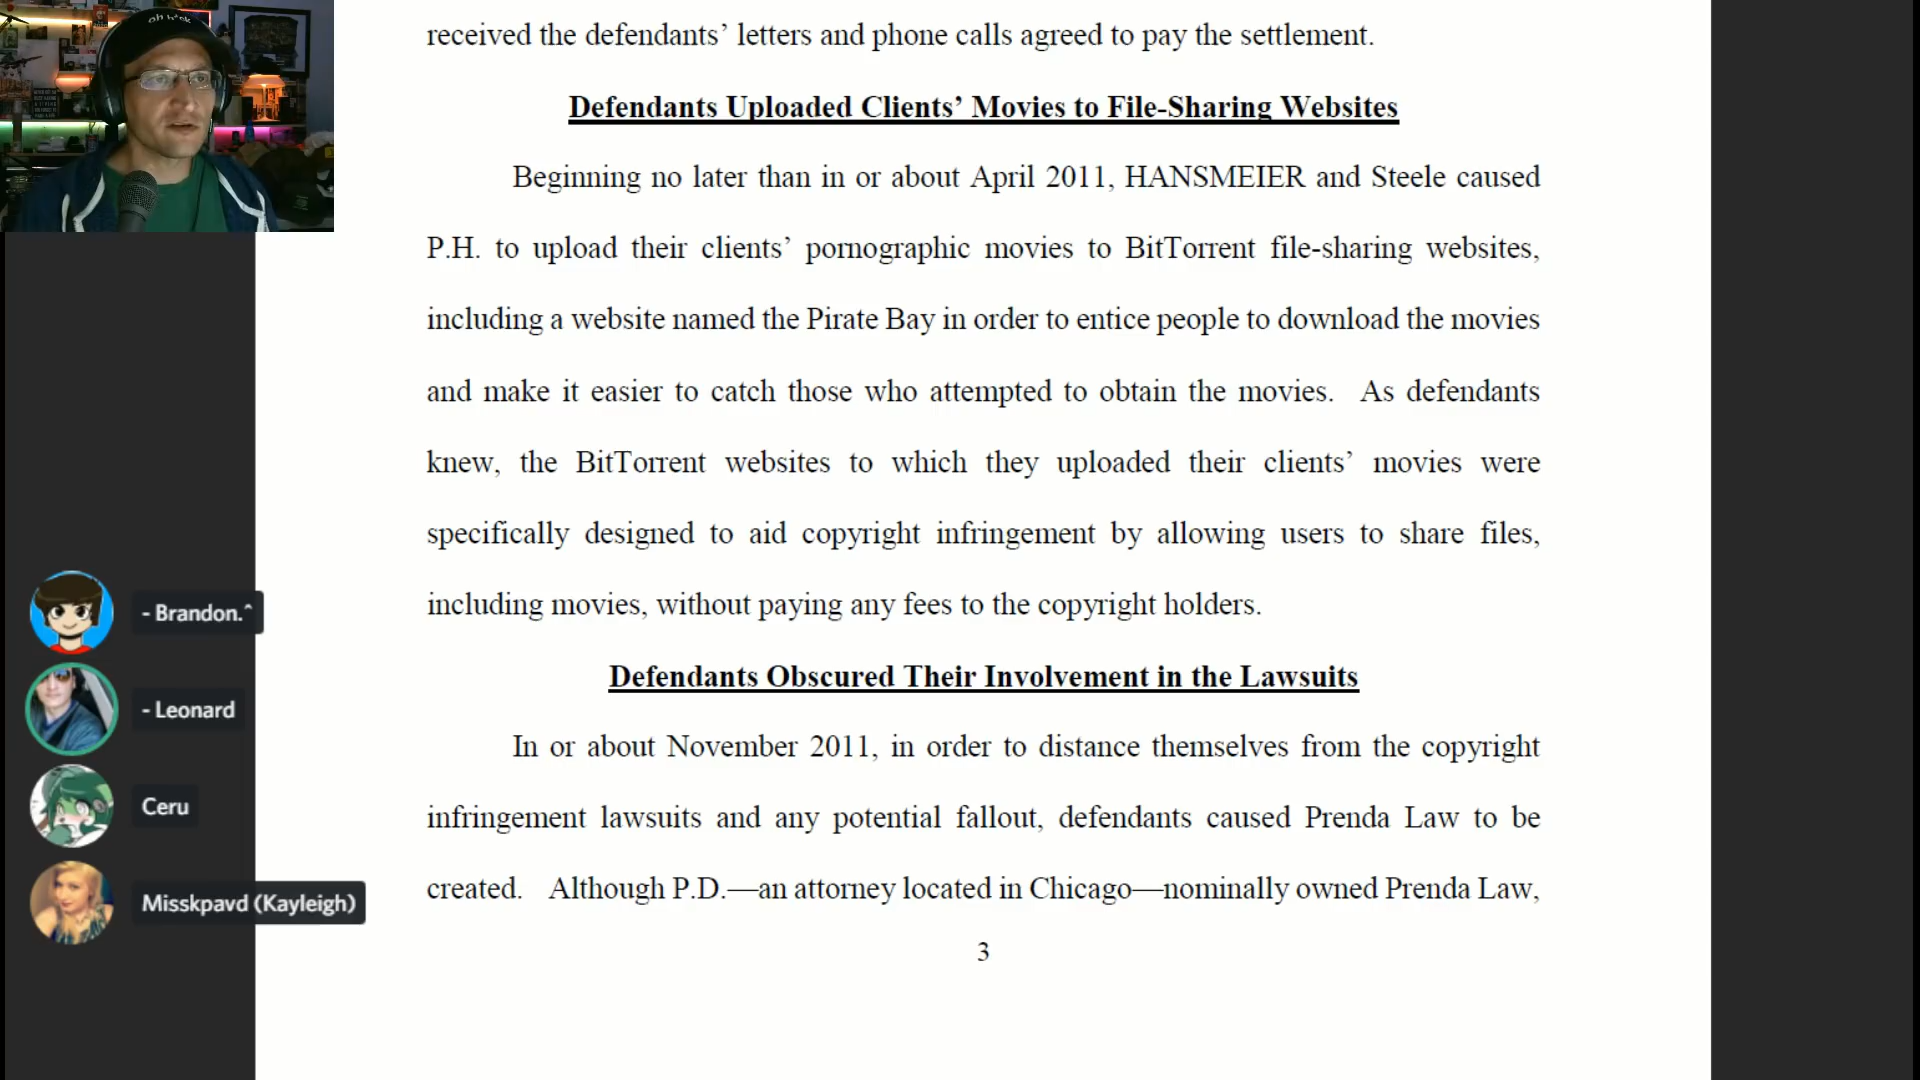 oh h*ck
received the defendants’ letters and phone calls agreed to pay the settlement.
Defendants Uploaded Clients’ Movies to File-Sharing Websites
Beginning no later than in or about April 2011, HANSMEIER and Steele caused
P.H. to upload their clients’ pornographic movies to BitTorrent file-sharing websites,
including a website named the Pirate Bay in order to entice people to download the movies
and make it easier to catch those who attempted to obtain the movies.  As defendants
knew, the BitTorrent websites to which they uploaded their clients’ movies were
specifically designed to aid copyright infringement by allowing users to share files,
including movies, without paying any fees to the copyright holders.
Defendants Obscured Their Involvement in the Lawsuits
In or about November 2011, in order to distance themselves from the copyright
infringement lawsuits and any potential fallout, defendants caused Prenda Law to be
created.  Although P.D.—an attorney located in Chicago—nominally owned Prenda Law,
3
- Brandon.^
- Leonard
Ceru
Misskpavd (Kayleigh)